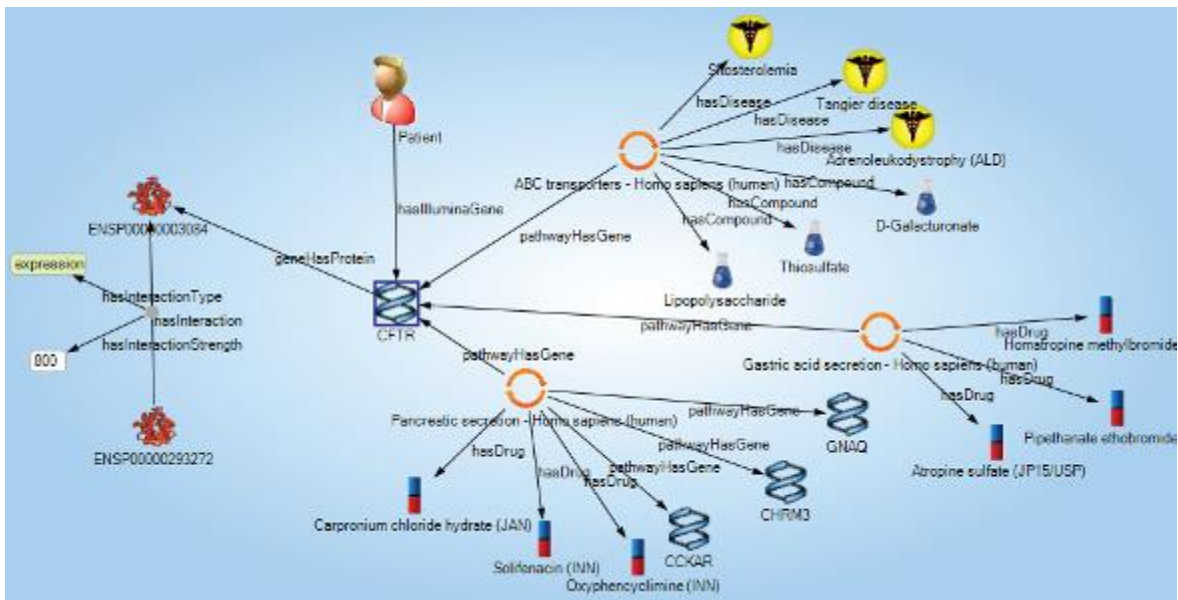 Sitosterolemia
hasDisease
Tangier disease
hasDisease
hasDisease
Adrenoleukodystrophy (ALD)
Patient
ABC transporters - Homo sapiens (human)
hasCompound
hasCompound
hasCompound
D-Galacturonate
ENSP00000003084
hasIlluminaGene
pathwayHasGene
geneHasProtein
Thiosulfate
expression
Lipopolysaccharide
hasInteractionType
hasInteraction
CFTR
pathwayHasGene
hasDrug
Homatropine methylbromide
hasInteractionStrength
800
pathwayHasGene
Gastric acid secretion - Homo sapiens (human)
hasDrug
hasDrug
Pancreatic secretion - Homo sapiens (human)
pathwayHasGene
GNAQ
Pipethanate ethobromide
ENSP00000293272
hasDrug
pathwayHasGene
hasDrug
pathwayHasGene
hasDrug
Atropine sulfate (JP15/USP)
CHRM3
Carpronium chloride hydrate (JAN)
CCKAR
Solifenacin (INN)
Oxyphencyclimine (INN)